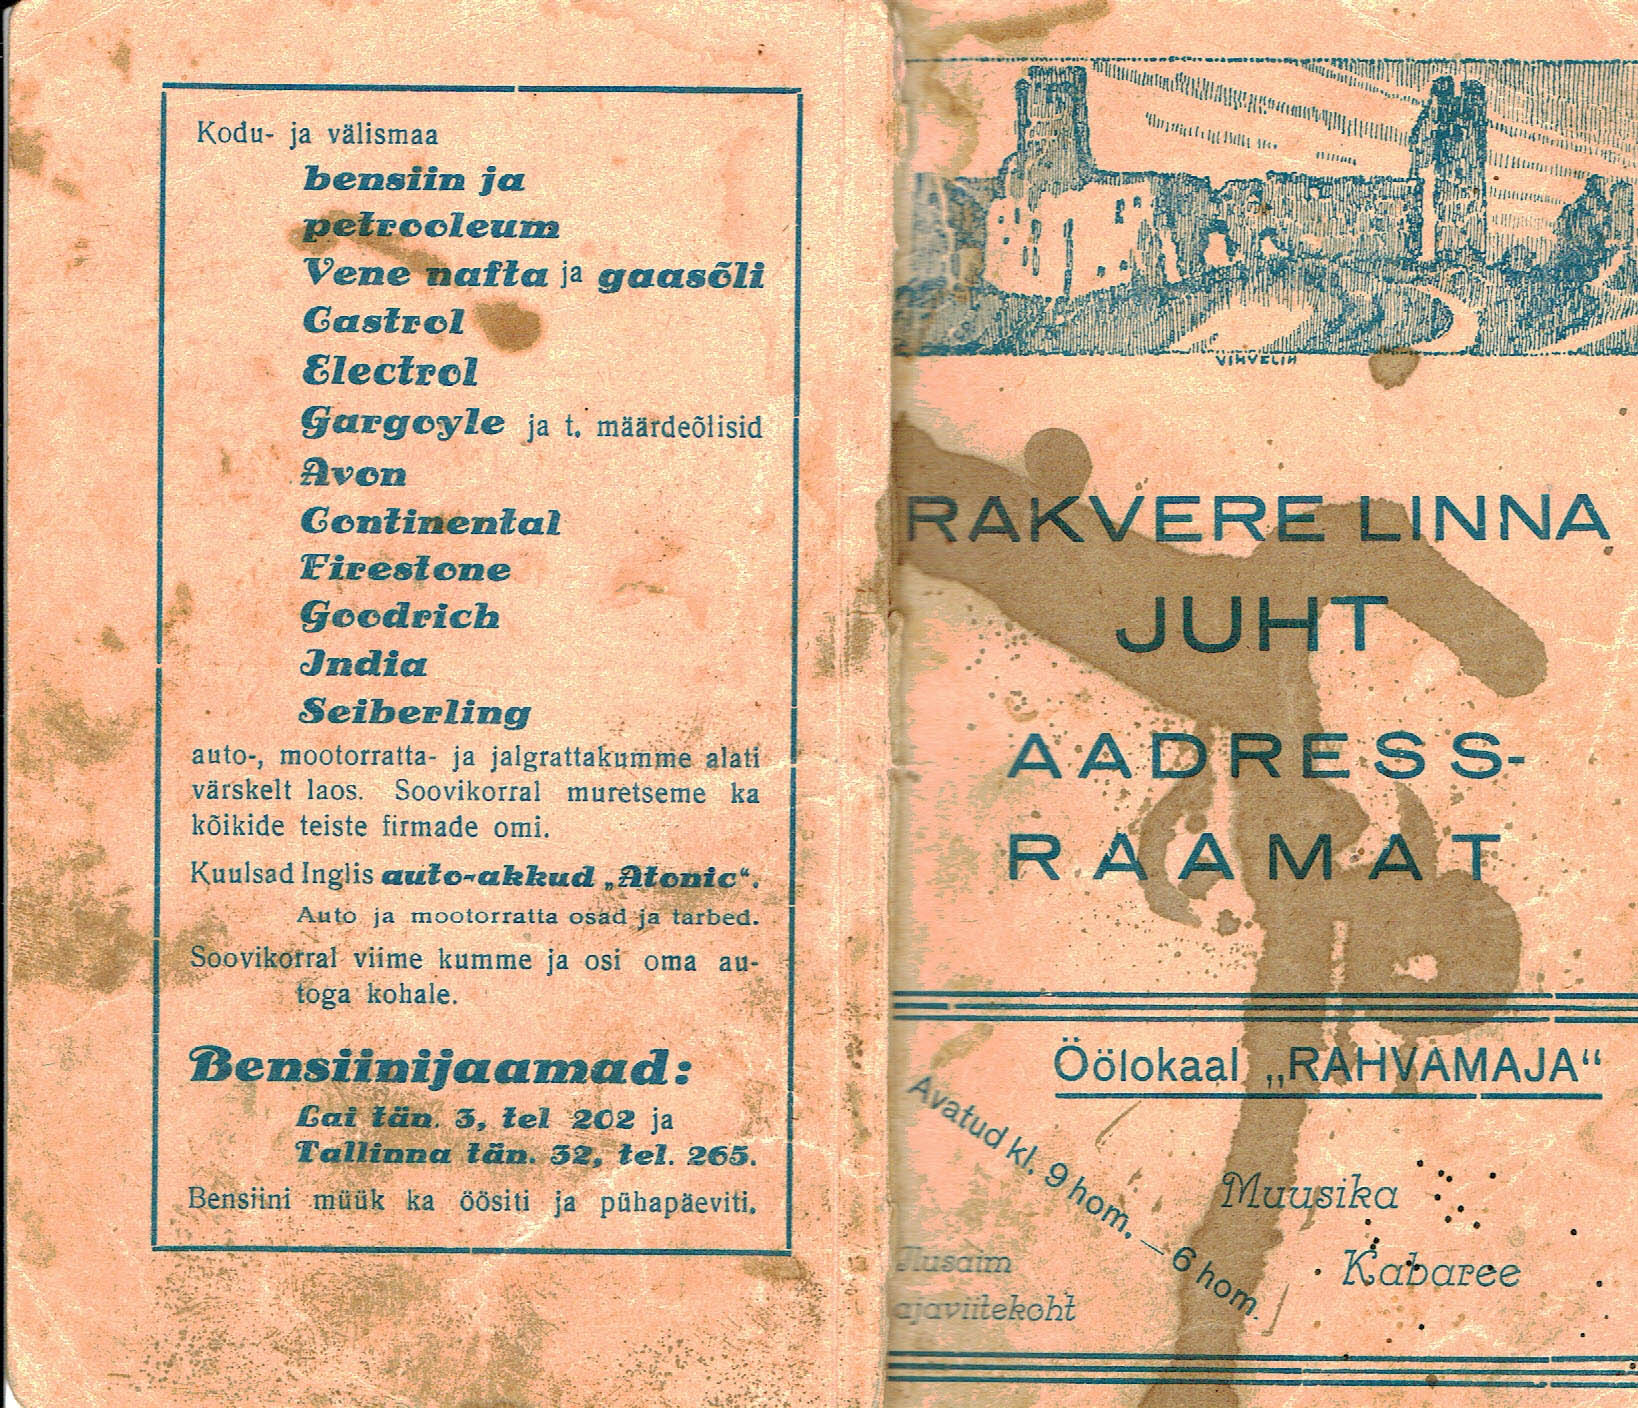 Kodu- ja välismaa
bensiin ja
petrooleum
Vene nafta ja gaasõli
Castrol
Electrol
Gargoyle ja t. määrdeõlisid
Avon
Continental
Firestone
Goodrich
India
Seiberling
auto-, mootorratta- ja jalgrattakumme alati
värskelt laos. Soovikorral muretseme ka
kõikide teiste firmade omi.
Kuulsad Inglis auto-akkud „Atonic“.
Auto ja mootorratta osad ja tarbed.
Soovikorral viime kumme ja osi oma au-
toga kohale.
Bensiinijaamad:
Lai tän. 3, tel 202 ja
Tallinna tän. 32, tel. 265.
Bensiini müük ka öösiti ja pühapäeviti.
VIHVELIN
RAKVERE LINNA
JUHT
AADRESS-
RAAMAT
Öölokaal „RAHVAMAJA“
Avatud kl. 9 hom. — 6 hom.
Muusika
Kabaree
Ilusaim
ajaviitekoht